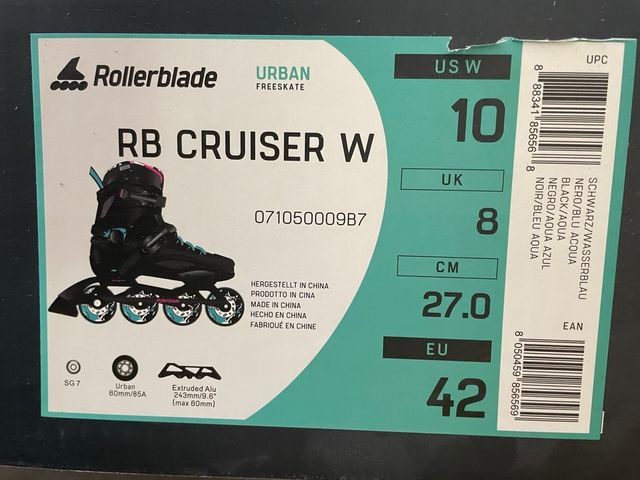 Rollerblade
URBAN
FREESKATE
RB CRUISER W
071050009B7
Rollerblade
HERGESTELLT IN CHINA
PRODOTTO IN CINA
MADE IN CHINA
HECHO EN CHINA
FABRIQUÉ EN CHINE
SG 7
Urban
80mm/85A
Extruded Alu
243mm/9.6"
(max 80mm)
US W
10
UK
8
CM
27.0
EU
42
UPC
8 88341 85656 8
SCHWARZ/WASSERBLAU
NERO/BLU ACQUA
BLACK/AQUA
NEGRO/AQUA AZUL
NOIR/BLEU AQUA
EAN
8 050459 856569